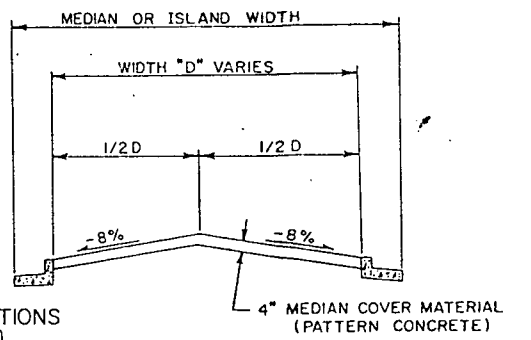 MEDIAN OR ISLAND WIDTH
WIDTH "D" VARIES
1/2 D 1/2 D
-8% -8%
4" MEDIAN COVER MATERIAL
(PATTERN CONCRETE)
TIONS